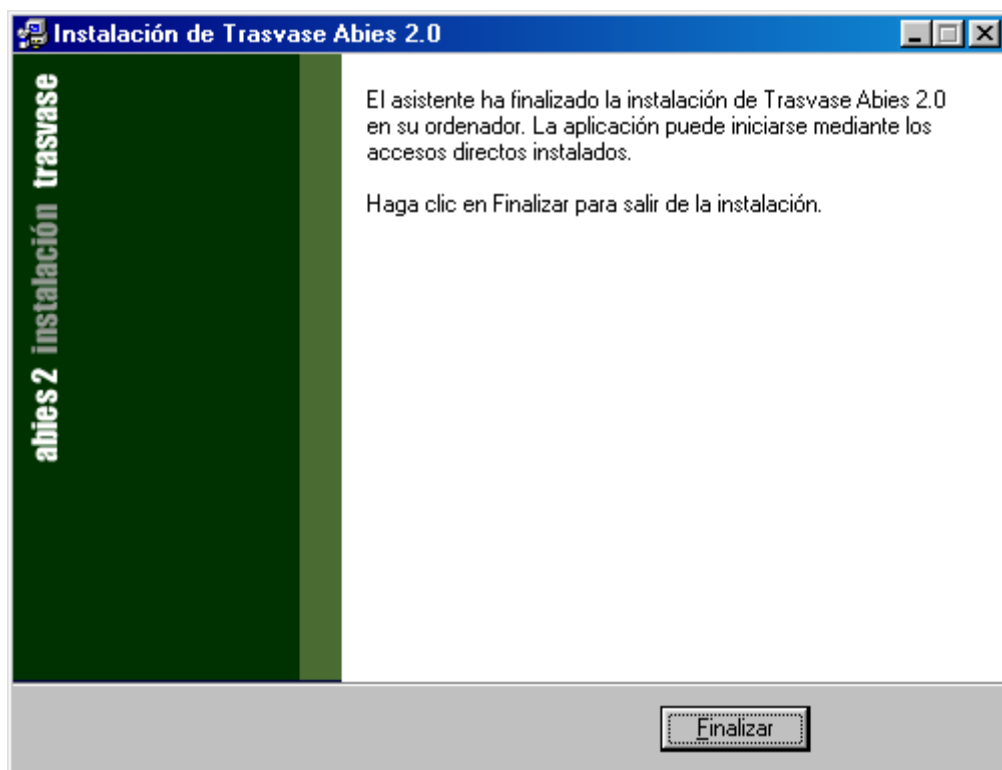 Instalación de Trasvase Abies 2.0
abies 2 instalación trasvase
El asistente ha finalizado la instalación de Trasvase Abies 2.0
en su ordenador. La aplicación puede iniciarse mediante los
accesos directos instalados.
Haga clic en Finalizar para salir de la instalación.
Finalizar